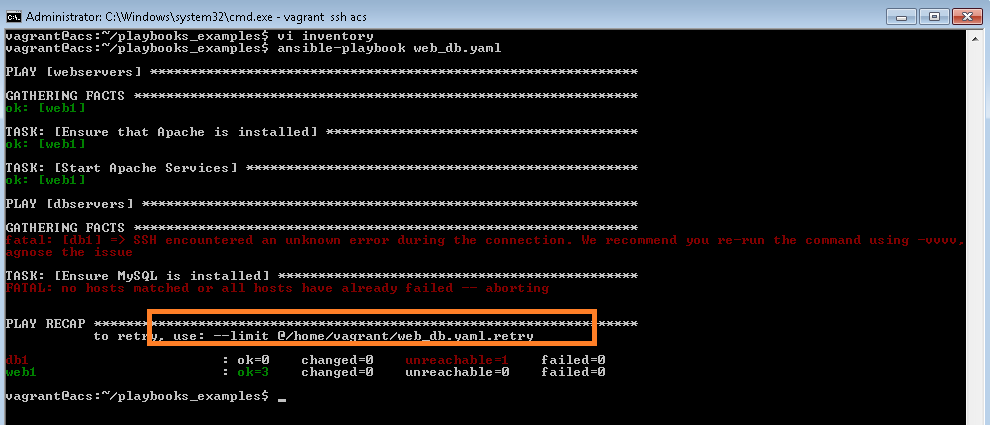 Administrator: C:\Windows\system32\cmd.exe - vagrant ssh acs
vagrant@acs:~/playbooks_examples$ vi inventory
vagrant@acs:~/playbooks_examples$ ansible-playbook web_db.yaml
PLAY [webservers] *************************************************************
GATHERING FACTS ***************************************************************
ok: [web1]
TASK: [Ensure that Apache is installed] ***************************************
ok: [web1]
TASK: [Start Apache Services] *************************************************
ok: [web1]
PLAY [dbservers] **************************************************************
GATHERING FACTS ***************************************************************
fatal: [db1] => SSH encountered an unknown error during the connection. We recommend you re-run the command using -vvvv,
agnose the issue
TASK: [Ensure MySQL is installed] *********************************************
FATAL: no hosts matched or all hosts have already failed -- aborting
PLAY RECAP ********************************************************************
to retry, use: --limit @/home/vagrant/web_db.yaml.retry
db1 : ok=0 changed=0 unreachable=1 failed=0
web1 : ok=3 changed=0 unreachable=0 failed=0
vagrant@acs:~/playbooks_examples$ _